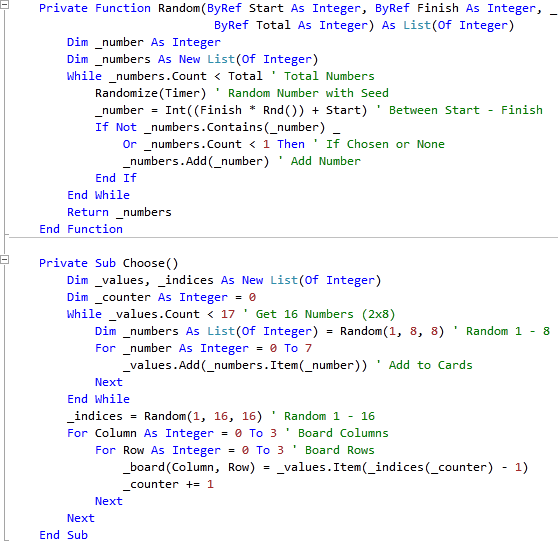 Private Function Random(ByRef Start As Integer, ByRef Finish As Integer, _
ByRef Total As Integer) As List(Of Integer)
Dim _number As Integer
Dim _numbers As New List(Of Integer)
While _numbers.Count < Total ' Total Numbers
Randomize(Timer) ' Random Number with Seed
_number = Int((Finish * Rnd()) + Start) ' Between Start - Finish
If Not _numbers.Contains(_number) _
Or _numbers.Count < 1 Then ' If Chosen or None
_numbers.Add(_number) ' Add Number
End If
End While
Return _numbers
End Function
Private Sub Choose()
Dim _values, _indices As New List(Of Integer)
Dim _counter As Integer = 0
While _values.Count < 17 ' Get 16 Numbers (2x8)
Dim _numbers As List(Of Integer) = Random(1, 8, 8) ' Random 1 - 8
For _number As Integer = 0 To 7
_values.Add(_numbers.Item(_number)) ' Add to Cards
Next
End While
_indices = Random(1, 16, 16) ' Random 1 - 16
For Column As Integer = 0 To 3 ' Board Columns
For Row As Integer = 0 To 3 ' Board Rows
_board(Column, Row) = _values.Item(_indices(_counter) - 1)
_counter += 1
Next
Next
End Sub